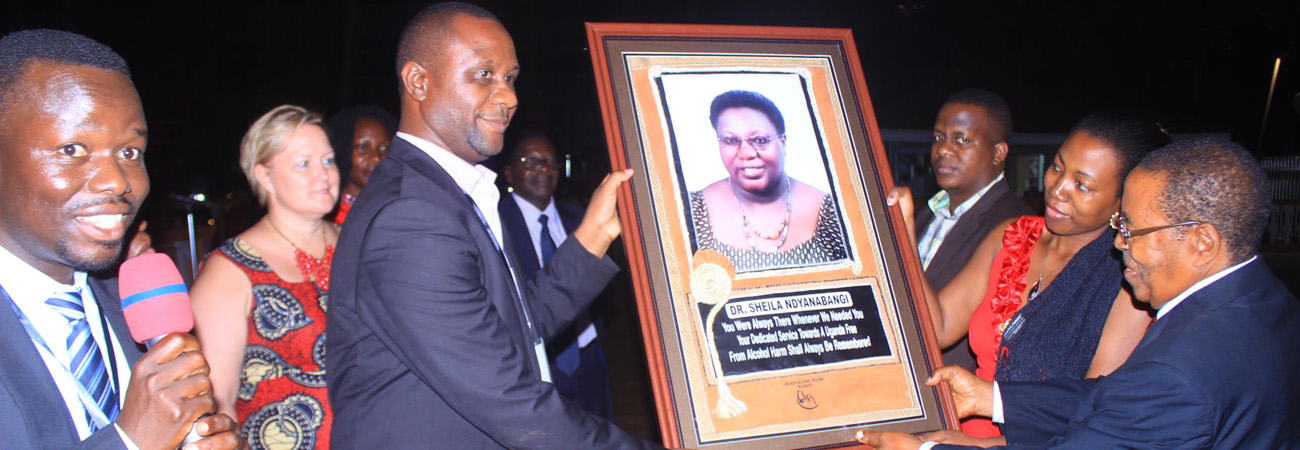 DR. SHEILA NDYANABANGI
You Were Always There Whenever We Needed You
Your Dedicated Service Towards A Uganda Free
From Alcohol Harm Shall Always Be Remembered